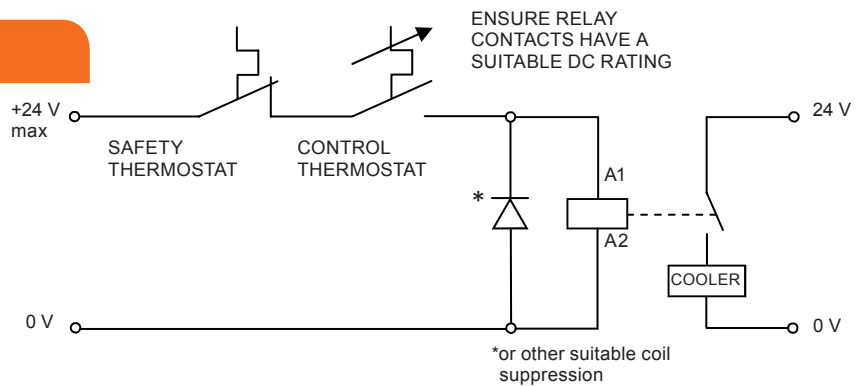 ENSURE RELAY
CONTACTS HAVE A
SUITABLE DC RATING
+24 V
max
24 V
SAFETY
THERMOSTAT
CONTROL
THERMOSTAT
*
A1
A2
COOLER
0 V
0 V
*or other suitable coil
suppression